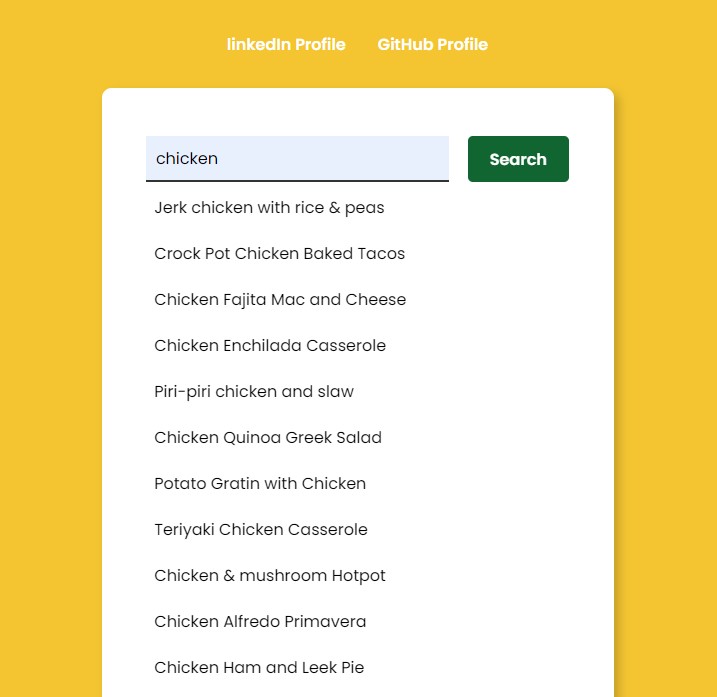 linkedIn Profile GitHub Profile
chicken Search
Jerk chicken with rice & peas
Crock Pot Chicken Baked Tacos
Chicken Fajita Mac and Cheese
Chicken Enchilada Casserole
Piri-piri chicken and slaw
Chicken Quinoa Greek Salad
Potato Gratin with Chicken
Teriyaki Chicken Casserole
Chicken & mushroom Hotpot
Chicken Alfredo Primavera
Chicken Ham and Leek Pie